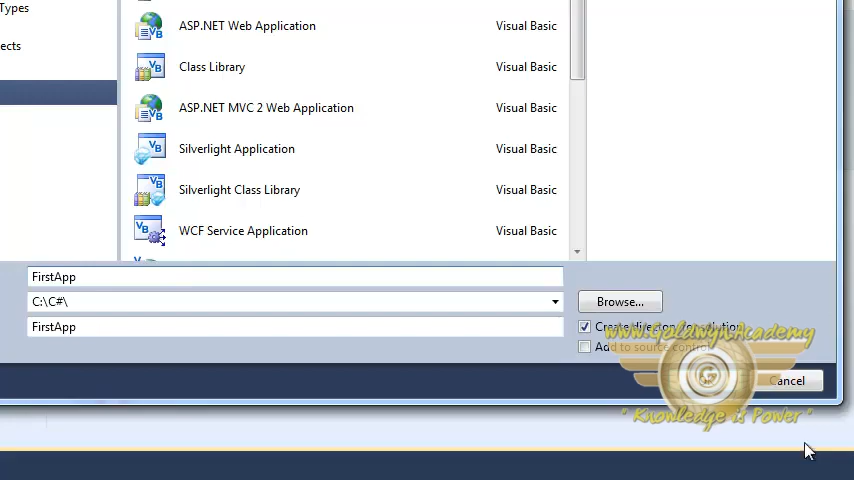 Types
ects
ASP.NET Web Application Visual Basic
Class Library Visual Basic
ASP.NET MVC 2 Web Application Visual Basic
Silverlight Application Visual Basic
Silverlight Class Library Visual Basic
WCF Service Application Visual Basic
FirstApp
C:\C#\
Browse...
FirstApp
Create directory for solution
www.GoldwynAcademy
Add to source control
G
Cancel
" Knowledge is Power "